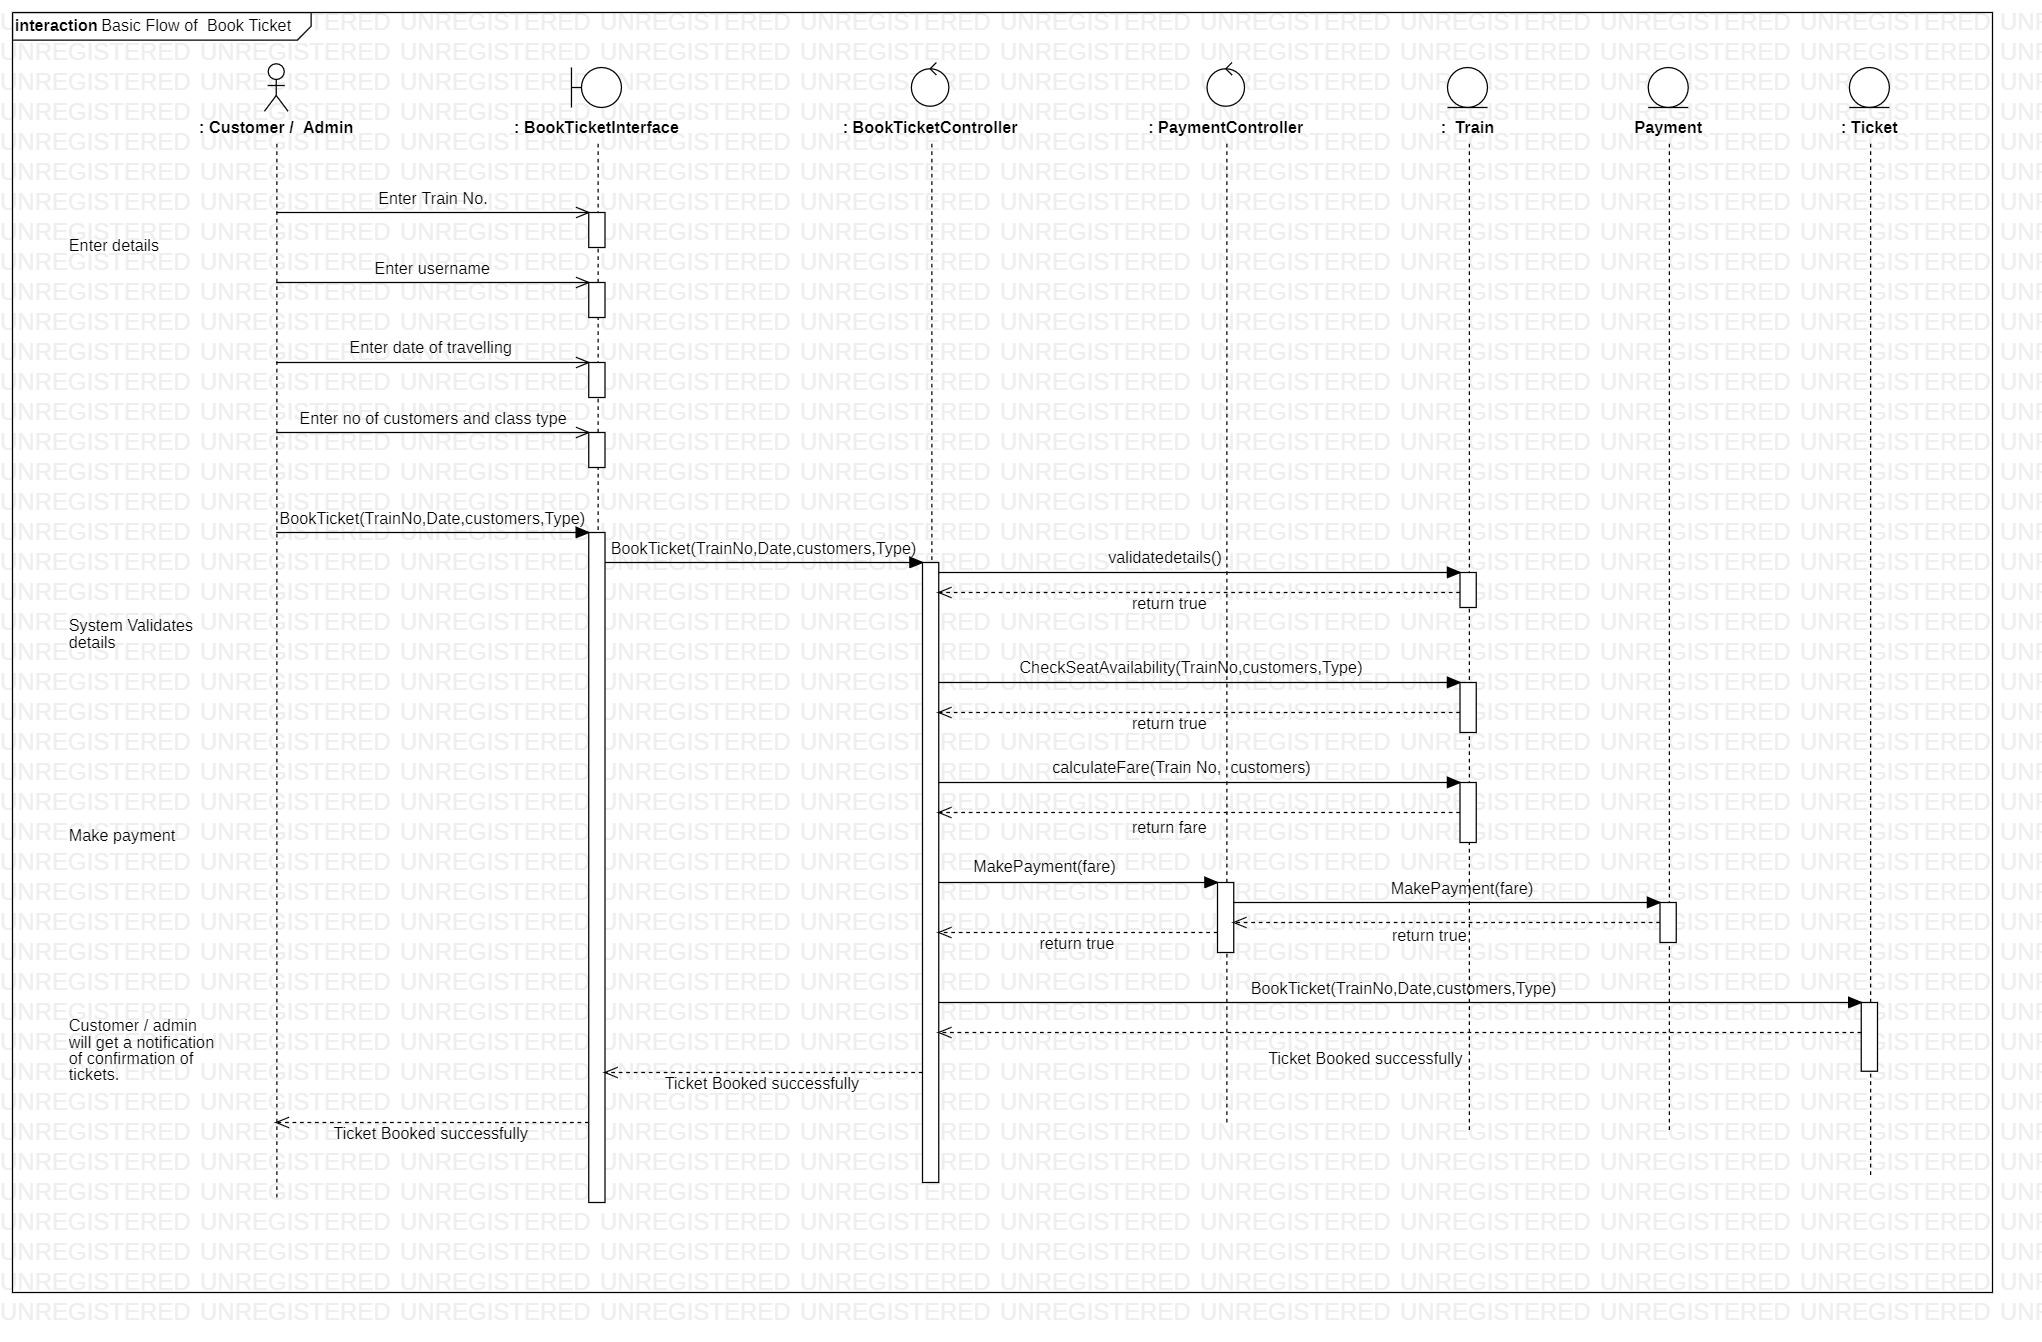 interaction Basic Flow of  Book Ticket
: Customer /  Admin
: BookTicketInterface
: BookTicketController
: PaymentController
:  Train
Payment
: Ticket
Enter Train No.
Enter details
Enter username
Enter date of travelling
Enter no of customers and class type
BookTicket(TrainNo,Date,customers,Type)
BookTicket(TrainNo,Date,customers,Type)
validatedetails()
return true
System Validates
details
CheckSeatAvailability(TrainNo,customers,Type)
return true
calculateFare(Train No,  customers)
return fare
Make payment
MakePayment(fare)
MakePayment(fare)
return true
return true
BookTicket(TrainNo,Date,customers,Type)
Customer / admin
will get a notification
of confirmation of
tickets.
Ticket Booked successfully
Ticket Booked successfully
Ticket Booked successfully
UNREGISTERED